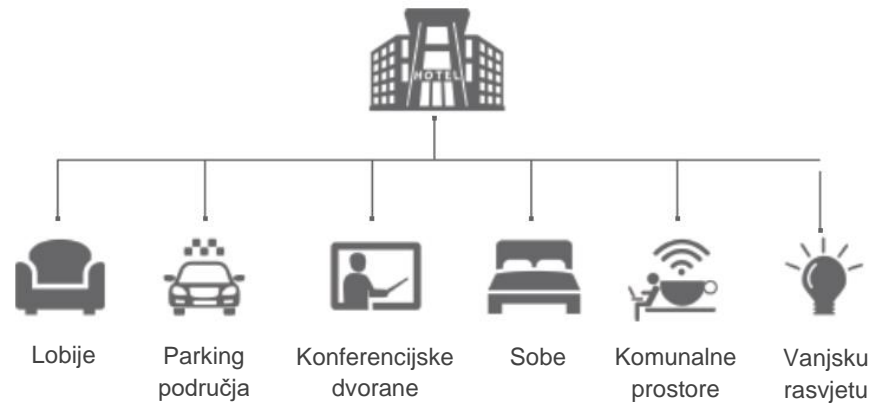 HOTEL
Lobije
Parking
područja
Konferencijske
dvorane
Sobe
Komunalne
prostore
Vanjsku
rasvjetu